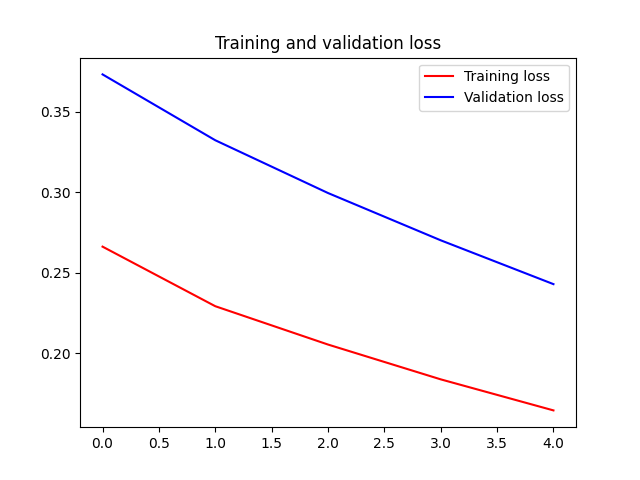 Training and validation loss
Training loss
Validation loss
0.35
0.30
0.25
0.20
0.0 0.5 1.0 1.5 2.0 2.5 3.0 3.5 4.0